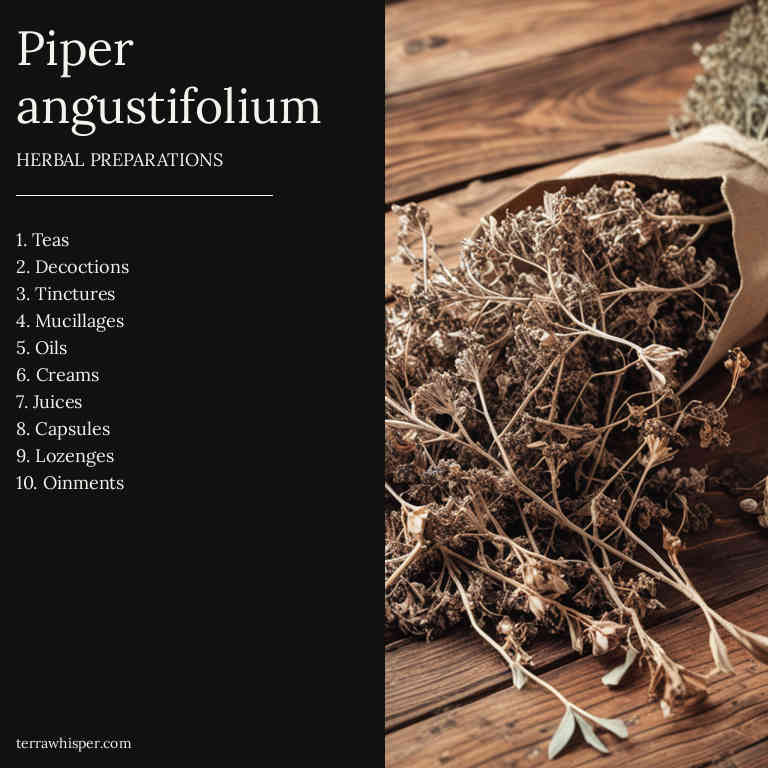 Piper
angustifolium
HERBAL PREPARATIONS
1. Teas
2. Decoctions
3. Tinctures
4. Mucillages
5. Oils
6. Creams
7. Juices
8. Capsules
9. Lozenges
10. Oinments
terrawhisper.com